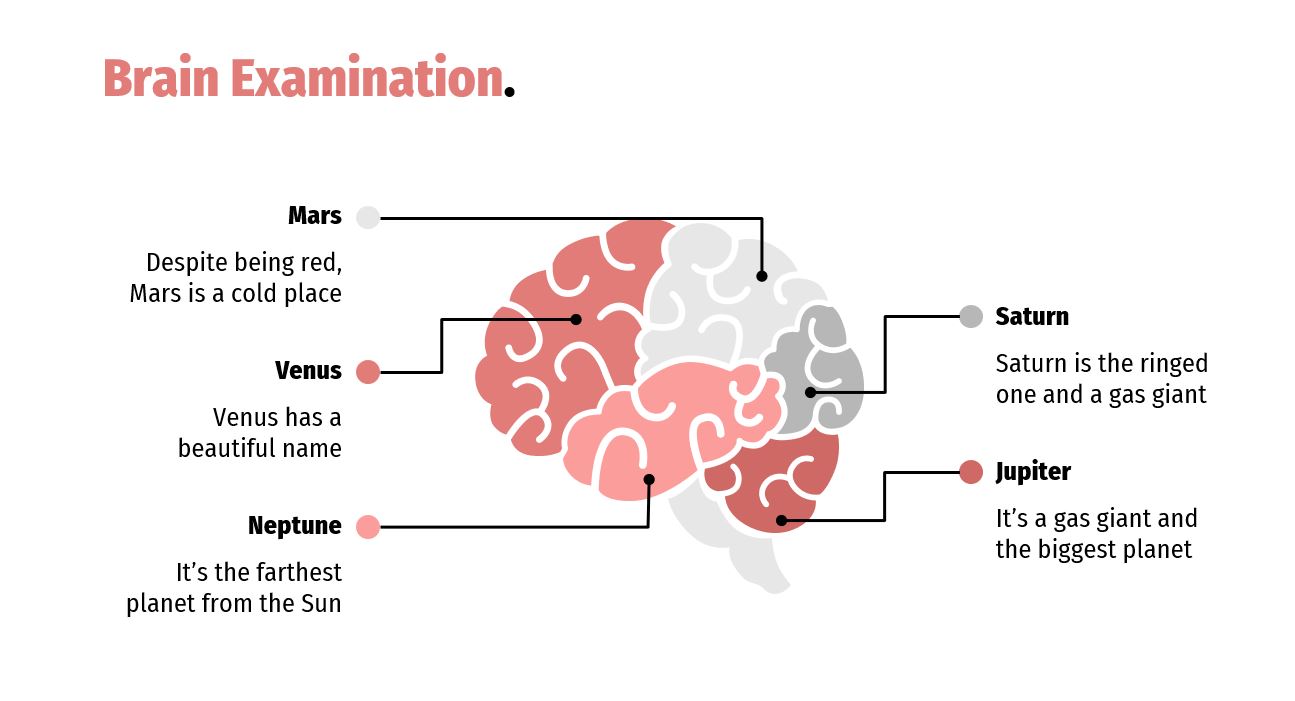 Brain Examination.
Mars
Despite being red,
Mars is a cold place
Venus
Venus has a
beautiful name
Neptune
It’s the farthest
planet from the Sun
Saturn
Saturn is the ringed
one and a gas giant
Jupiter
It’s a gas giant and
the biggest planet